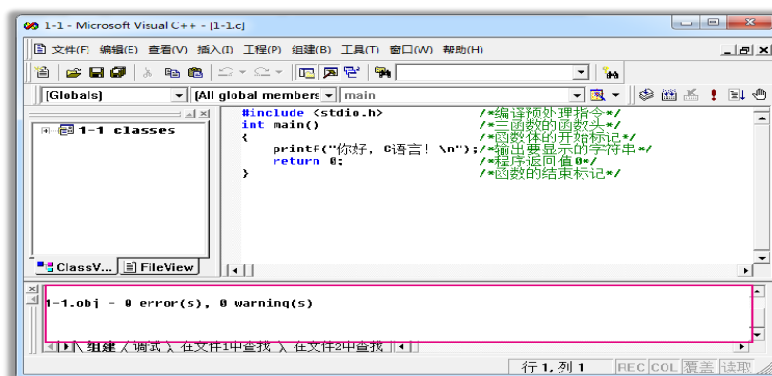 1-1 - Microsoft Visual C++ - [1-1.c]
文件(F) 编辑(E) 查看(V) 插入(I) 工程(P) 组建(B) 工具(T) 窗口(W) 帮助(H)
[Globals] [All global members main
#include <stdio.h> /*编译预处理指令*/
int main() /*主函数的函数头*/
{ /*函数体的开始标记*/
printf("你好，C语言！\n");/*输出要显示的字符串*/
return 0; /*程序返回值0*/
} /*函数的结束标记*/
1-1 classes
ClassV... FileView
1-1.obj - 0 error(s), 0 warning(s)
组建 调试 在文件1中查找 在文件2中查找
行 1, 列 1 REC COL 覆盖 读取